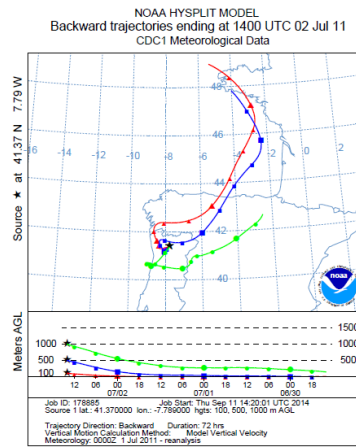 NOAA HYSPLIT MODEL
Backward trajectories ending at 1400 UTC 02 Jul 11
CDC1 Meteorological Data
Source ★ at 41.37 N 7.79 W
-16 -14 -12 -10 -8 -6 -4 -2 0 2
48
46
44
42
40
NOAA
Meters AGL
1500
1000 1000
500 500
100
12 06 00 18 12 06 00 18 12 06 00 18
07/02 07/01 06/30
Job ID: 178885 Job Start: Thu Sep 11 14:20:01 UTC 2014
Source 1 lat.: 41.370000 lon.: -7.789000 hgts: 100, 500, 1000 m AGL
Trajectory Direction: Backward Duration: 72 hrs
Vertical Motion Calculation Method: Model Vertical Velocity
Meteorology: 0000Z 1 Jul 2011 - reanalysis